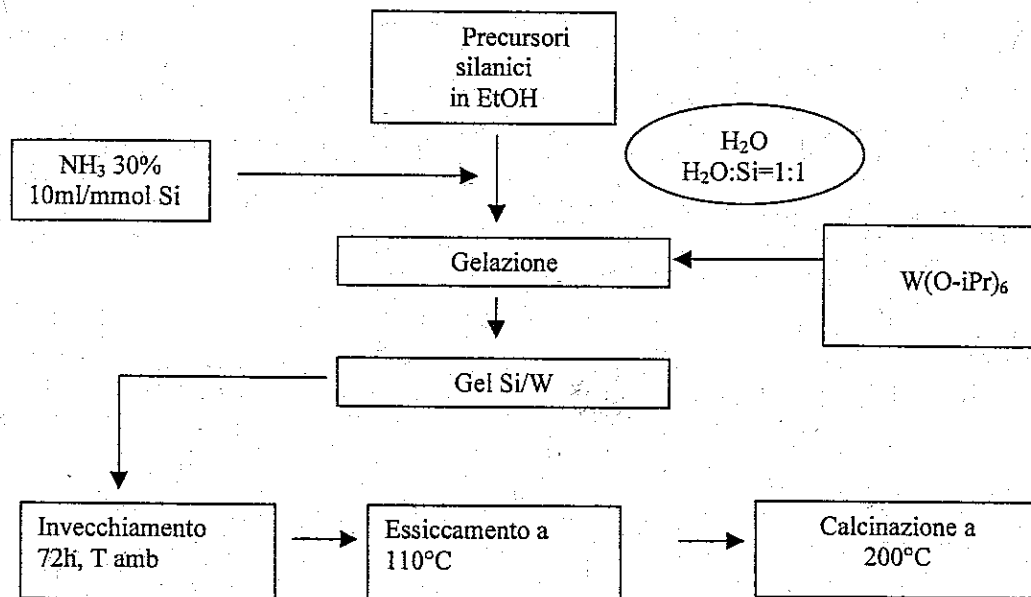 Precursori
silanici
in EtOH
H₂O
H₂O:Si=1:1
NH₃ 30%
10ml/mmol Si
Gelazione
W(O-iPr)₆
Gel Si/W
Invecchiamento
72h, T amb
Essiccamento a
110°C
Calcinazione a
200°C